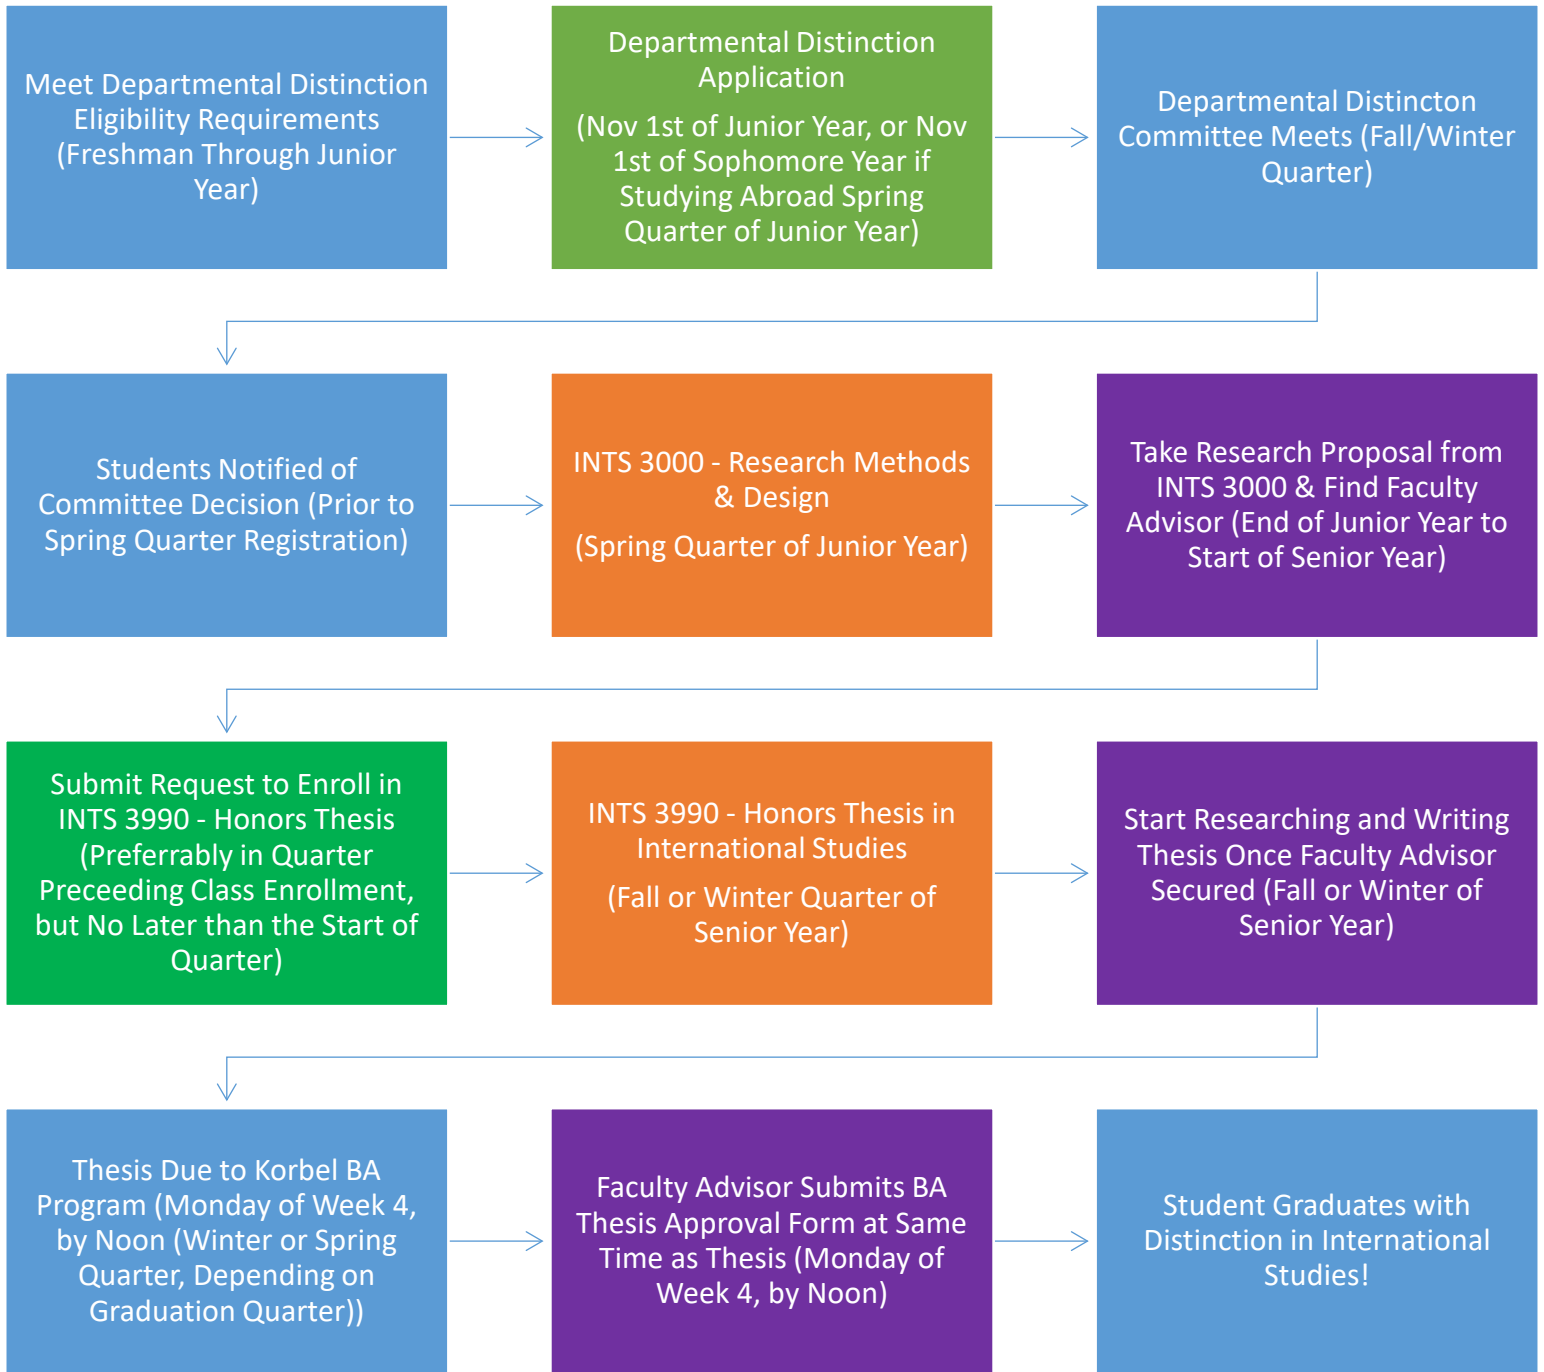 Meet Departmental Distinction
Eligibility Requirements
(Freshman Through Junior
Year)
Departmental Distinction
Application
(Nov 1st of Junior Year, or Nov
1st of Sophomore Year if
Studying Abroad Spring
Quarter of Junior Year)
Departmental Distincton
Committee Meets (Fall/Winter
Quarter)
Students Notified of
Committee Decision (Prior to
Spring Quarter Registration)
INTS 3000 - Research Methods
& Design
(Spring Quarter of Junior Year)
Take Research Proposal from
INTS 3000 & Find Faculty
Advisor (End of Junior Year to
Start of Senior Year)
Submit Request to Enroll in
INTS 3990 - Honors Thesis
(Preferrably in Quarter
Preceeding Class Enrollment,
but No Later than the Start of
Quarter)
INTS 3990 - Honors Thesis in
International Studies
(Fall or Winter Quarter of
Senior Year)
Start Researching and Writing
Thesis Once Faculty Advisor
Secured (Fall or Winter of
Senior Year)
Thesis Due to Korbel BA
Program (Monday of Week 4,
by Noon (Winter or Spring
Quarter, Depending on
Graduation Quarter))
Faculty Advisor Submits BA
Thesis Approval Form at Same
Time as Thesis (Monday of
Week 4, by Noon)
Student Graduates with
Distinction in International
Studies!